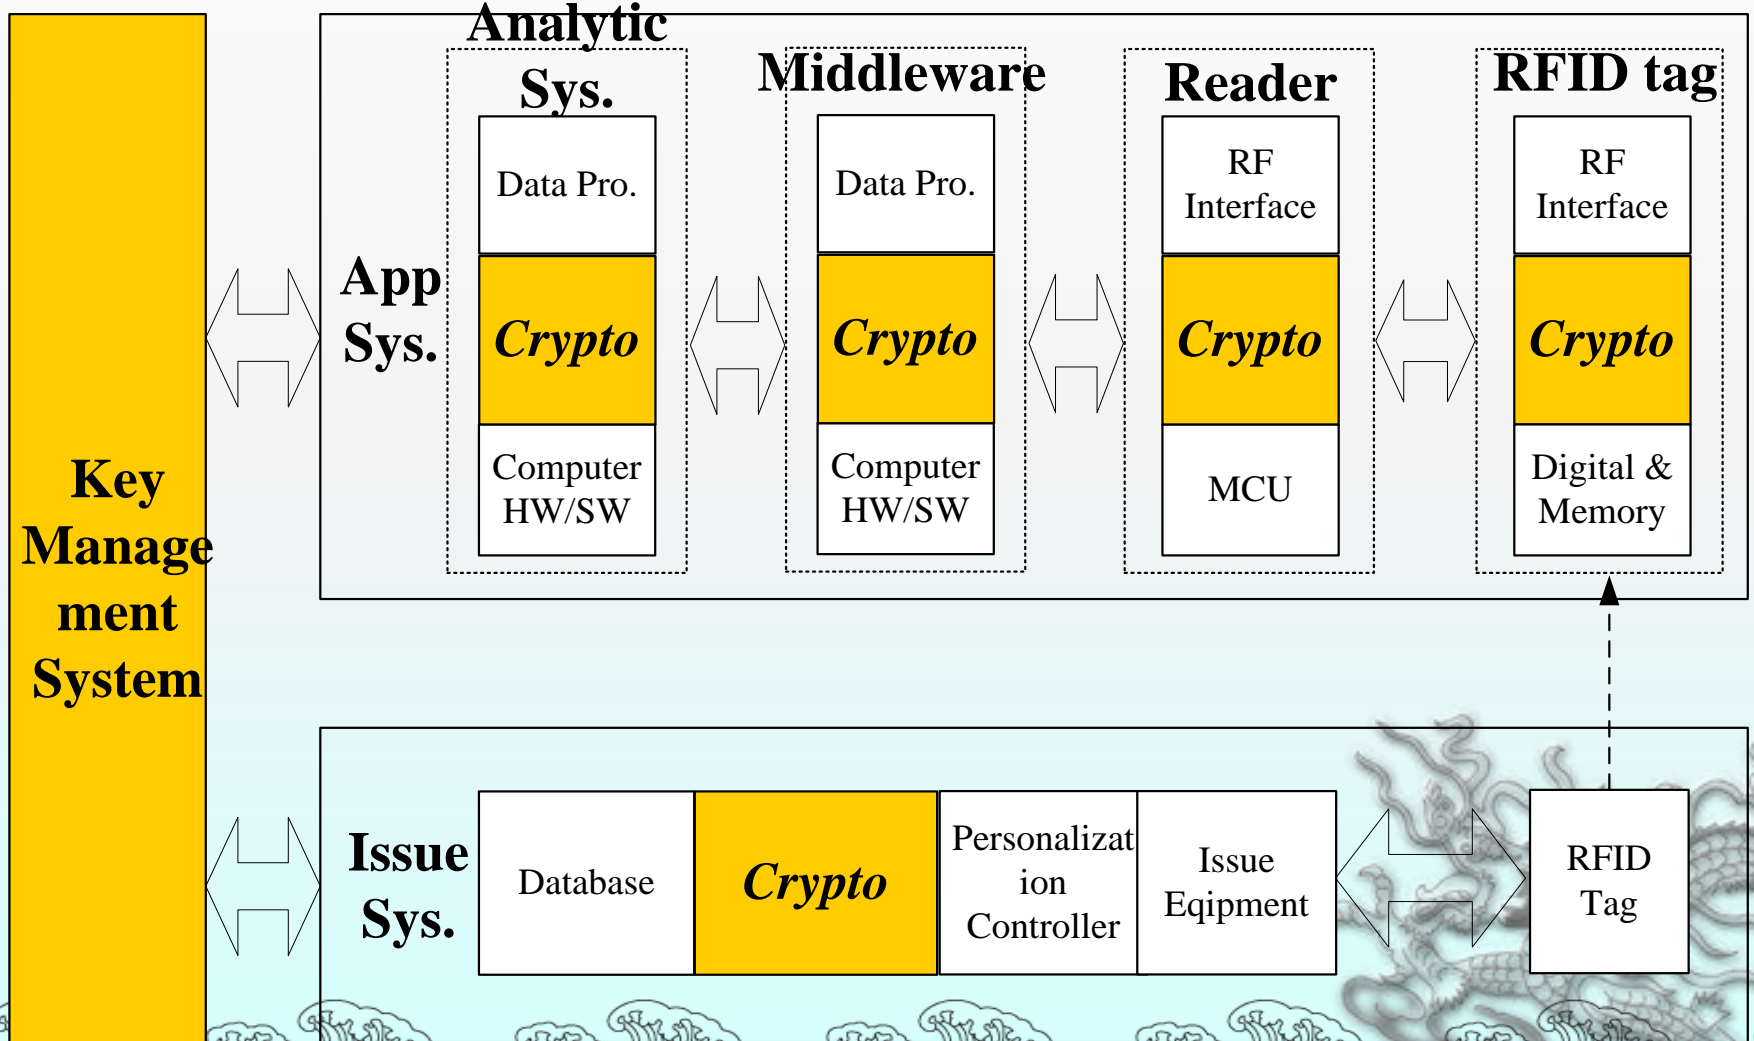 Key
Manage
ment
System
App
Sys.
Analytic
Sys.
Data Pro.
Crypto
Computer
HW/SW
Middleware
Data Pro.
Crypto
Computer
HW/SW
Reader
RF
Interface
Crypto
MCU
RFID tag
RF
Interface
Crypto
Digital &
Memory
Issue
Sys.
Database
Crypto
Personalizat
ion
Controller
Issue
Eqipment
RFID
Tag